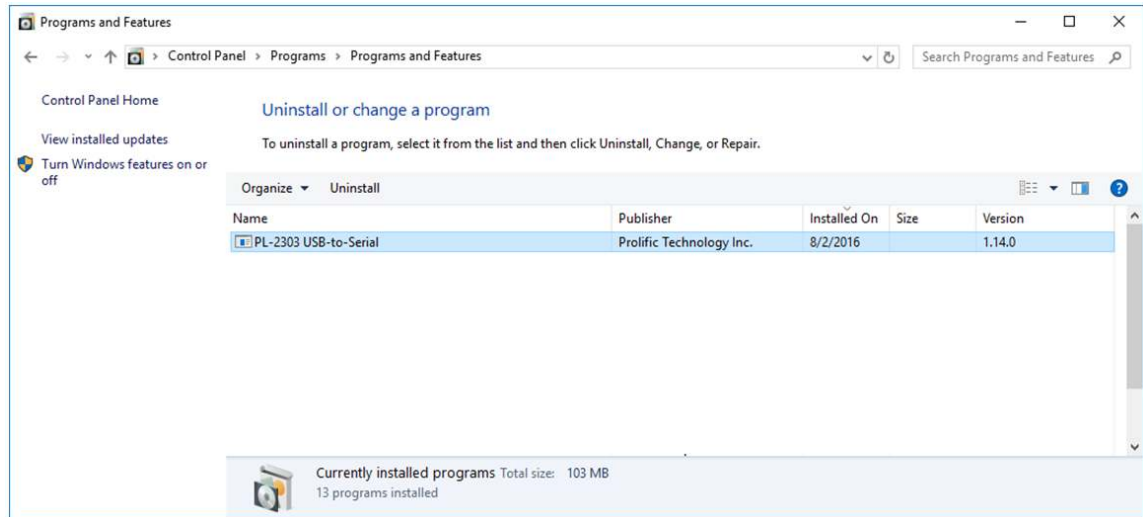 Programs and Features
Control Panel > Programs > Programs and Features
Search Programs and Features
Control Panel Home
View installed updates
Turn Windows features on or
off
Uninstall or change a program
To uninstall a program, select it from the list and then click Uninstall, Change, or Repair.
Organize Uninstall
Name Publisher Installed On Size Version
PL-2303 USB-to-Serial Prolific Technology Inc. 8/2/2016 1.14.0
Currently installed programs Total size: 103 MB
13 programs installed